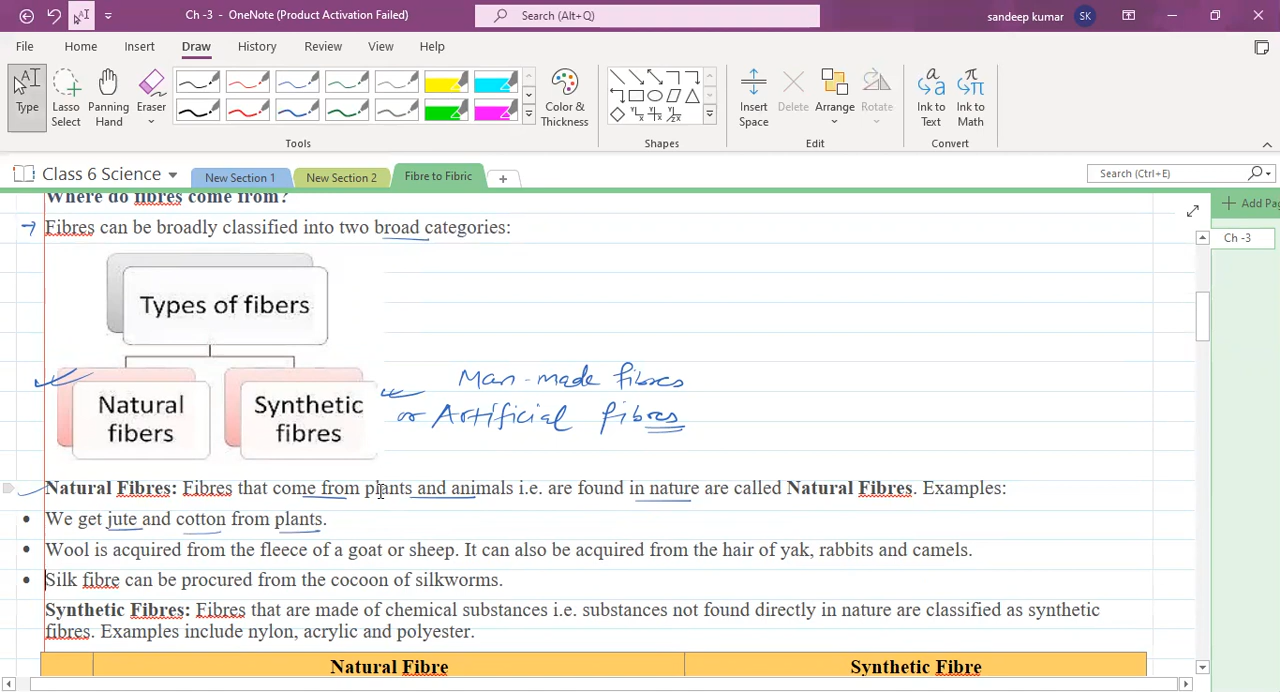 Ch -3 - OneNote (Product Activation Failed)
Search (Alt+Q)
sandeep kumar
SK
File Home Insert Draw History Review View Help
Type
Lasso Select
Panning Hand
Eraser
Color & Thickness
Insert Space
Delete
Arrange
Rotate
Ink to Text
Ink to Math
Tools
Shapes
Edit
Convert
Class 6 Science
New Section 1
New Section 2
Fibre to Fibric
Search (Ctrl+E)
Add Pag
Ch -3
Where do fibres come from?
Fibres can be broadly classified into two broad categories:
Types of fibers
Natural fibers
Synthetic fibres
Man-made fibres
or Artificial fibres
Natural Fibres: Fibres that come from plants and animals i.e. are found in nature are called Natural Fibres. Examples:
• We get jute and cotton from plants.
• Wool is acquired from the fleece of a goat or sheep. It can also be acquired from the hair of yak, rabbits and camels.
• Silk fibre can be procured from the cocoon of silkworms.
Synthetic Fibres: Fibres that are made of chemical substances i.e. substances not found directly in nature are classified as synthetic
fibres. Examples include nylon, acrylic and polyester.
Natural Fibre
Synthetic Fibre